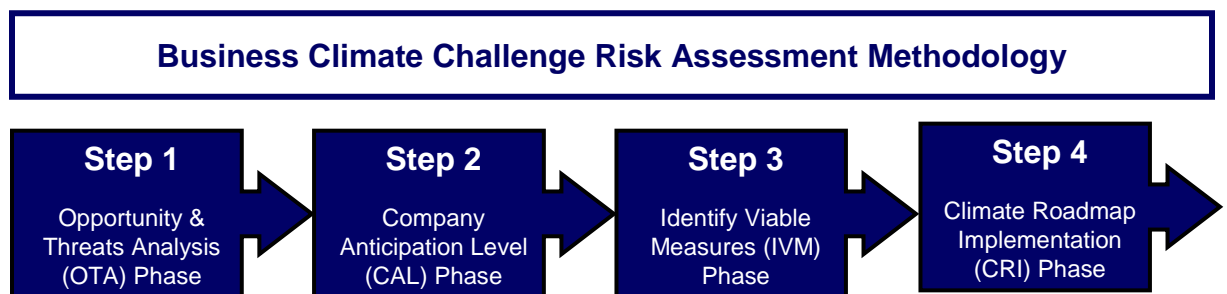 Business Climate Challenge Risk Assessment Methodology
Step 1
Opportunity &
Threats Analysis
(OTA) Phase
Step 2
Company
Anticipation Level
(CAL) Phase
Step 3
Identify Viable
Measures (IVM)
Phase
Step 4
Climate Roadmap
Implementation
(CRI) Phase